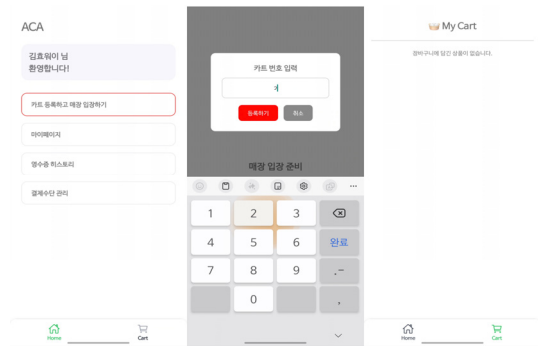 ACA
김효워이 님
환영합니다!
카트 등록하고 매장 입장하기
마이페이지
영수증 히스토리
결제수단 관리
Home
Cart
카트 번호 입력
등록하기
취소
매장 입장 준비
1
2
3
4
5
6
완료
7
8
9
.-
0
,
My Cart
장바구니에 담긴 상품이 없습니다.
Home
Cart